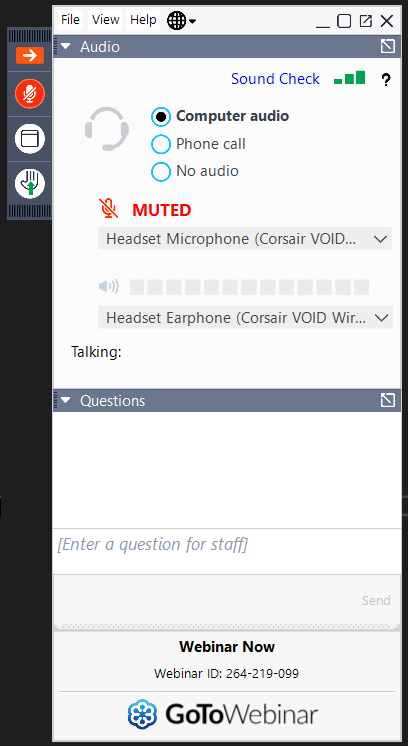 File View Help
Audio
Sound Check ?
Computer audio
Phone call
No audio
MUTED
Headset Microphone (Corsair VOID...
Headset Earphone (Corsair VOID Wir...
Talking:
Questions
[Enter a question for staff]
Send
Webinar Now
Webinar ID: 264-219-099
GoToWebinar